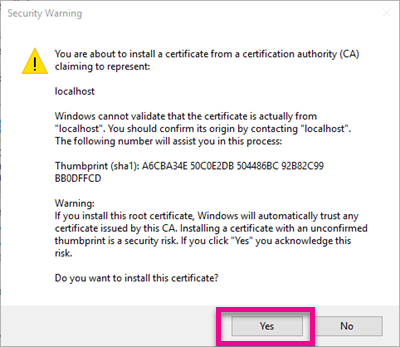 Security Warning
You are about to install a certificate from a certification authority (CA)
claiming to represent:
localhost
Windows cannot validate that the certificate is actually from
"localhost". You should confirm its origin by contacting "localhost".
The following number will assist you in this process:
Thumbprint (sha1): A6CBA34E 50C0E2DB 504486BC 92B82C99
BB0DFFCD
Warning:
If you install this root certificate, Windows will automatically trust any
certificate issued by this CA. Installing a certificate with an unconfirmed
thumbprint is a security risk. If you click "Yes" you acknowledge this
risk.
Do you want to install this certificate?
Yes
No